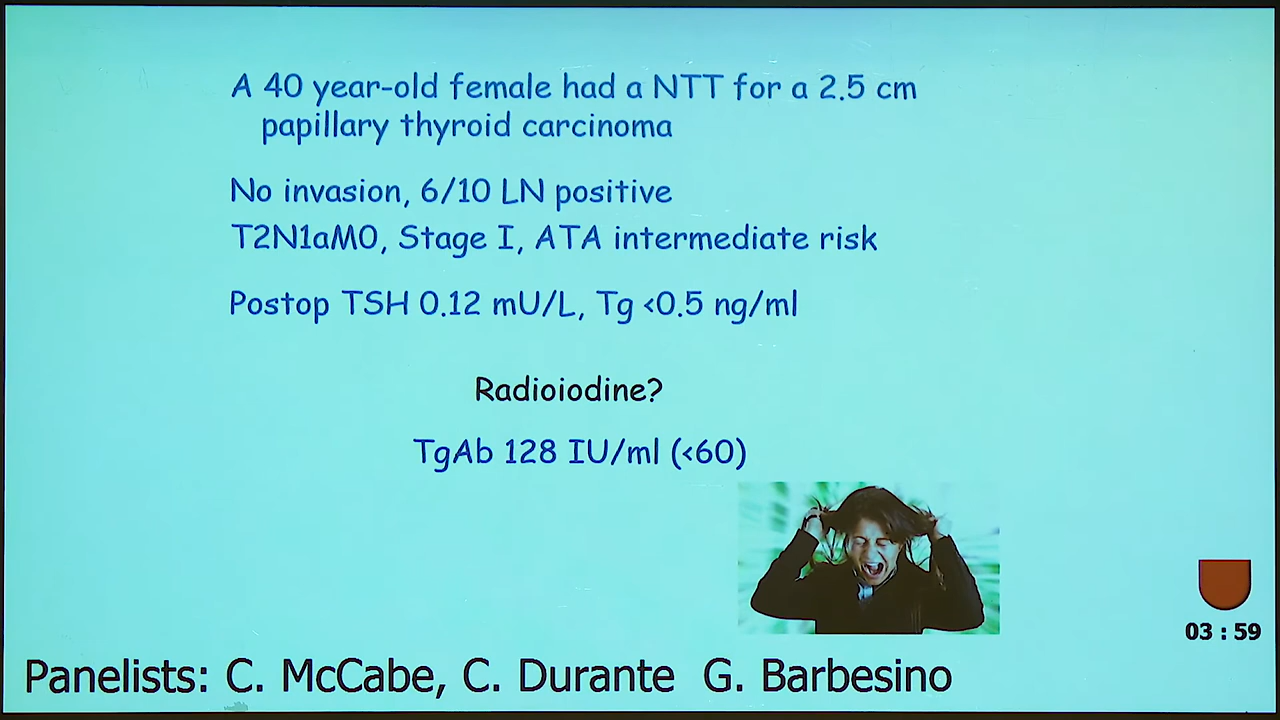 A 40 year-old female had a NTT for a 2.5 cm
papillary thyroid carcinoma
No invasion, 6/10 LN positive
T2N1aM0, Stage I, ATA intermediate risk
Postop TSH 0.12 mU/L, Tg <0.5 ng/ml
Radioiodine?
TgAb 128 IU/ml (<60)
03 : 59
Panelists: C. McCabe, C. Durante G. Barbesino